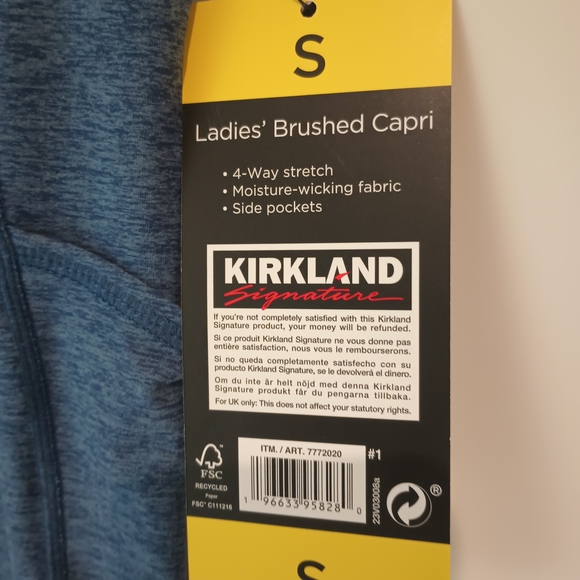 S
Ladies' Brushed Capri
• 4-Way stretch
• Moisture-wicking fabric
• Side pockets
KIRKLAND
Signature
If you're not completely satisfied with this Kirkland
Signature product, your money will be refunded.
Si ce produit Kirkland Signature ne vous donne pas
entière satisfaction, nous vous le rembourserons.
Si no queda completamente satisfecho con su
producto Kirkland Signature, se le devolverá el dinero.
Om du inte är helt nöjd med denna Kirkland
Signature produkt får du pengarna tillbaka.
For UK only: This does not affect your statutory rights.
ITM. / ART. 7772020
#1
FSC
RECYCLED
Paper
FSC® C111216
1 96633 95828 0
23V03008a
®
S